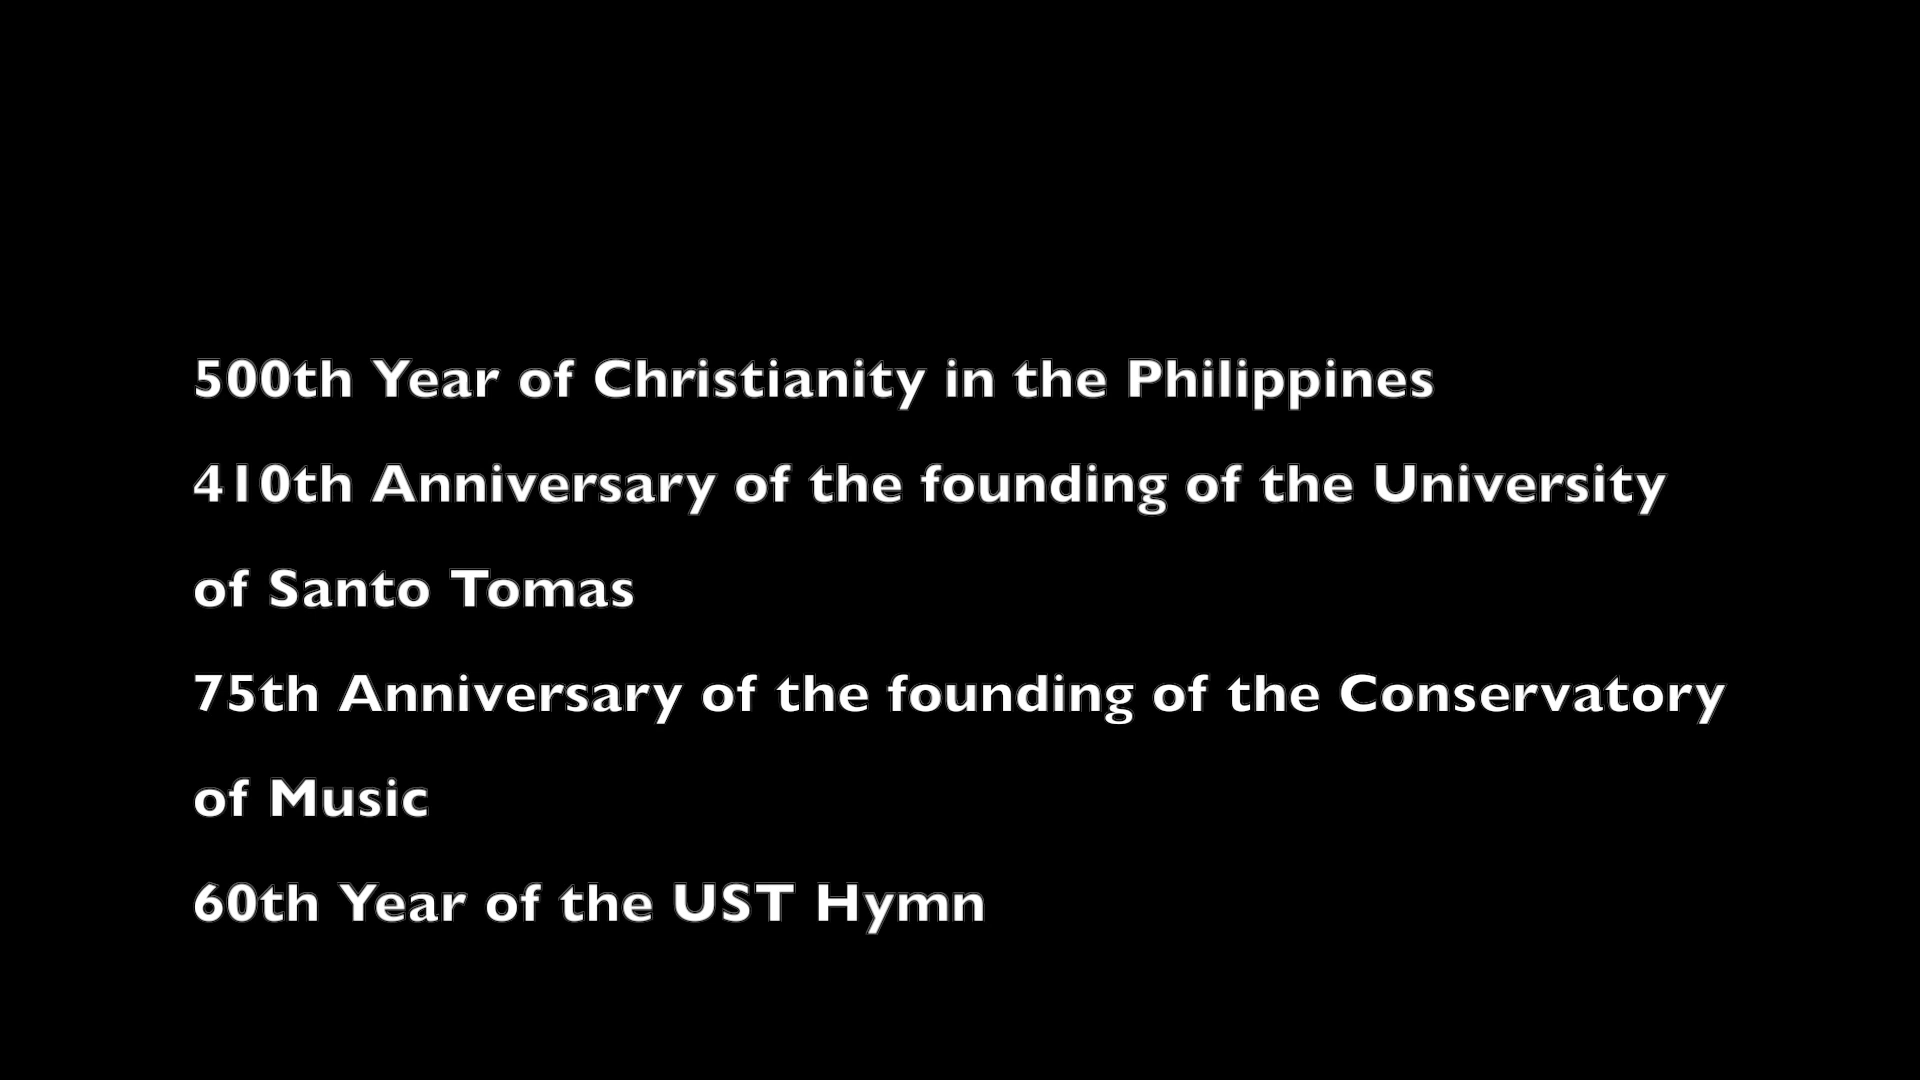 500th Year of Christianity in the Philippines
410th Anniversary of the founding of the University
of Santo Tomas
75th Anniversary of the founding of the Conservatory
of Music
60th Year of the UST Hymn